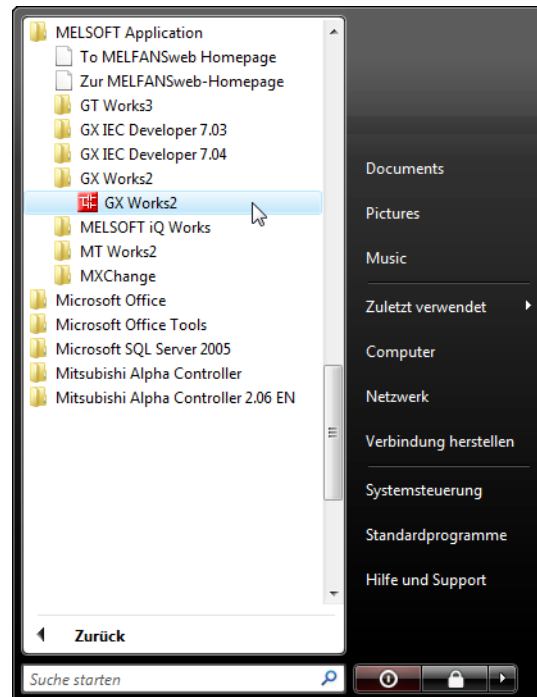 MELSOFT Application
To MELFANSweb Homepage
Zur MELFANSweb-Homepage
GT Works3
GX IEC Developer 7.03
GX IEC Developer 7.04
GX Works2
GX Works2
MELSOFT iQ Works
MT Works2
MXChange
Microsoft Office
Microsoft Office Tools
Microsoft SQL Server 2005
Mitsubishi Alpha Controller
Mitsubishi Alpha Controller 2.06 EN
Zurück
Suche starten
Documents
Pictures
Music
Zuletzt verwendet
Computer
Netzwerk
Verbindung herstellen
Systemsteuerung
Standardprogramme
Hilfe und Support